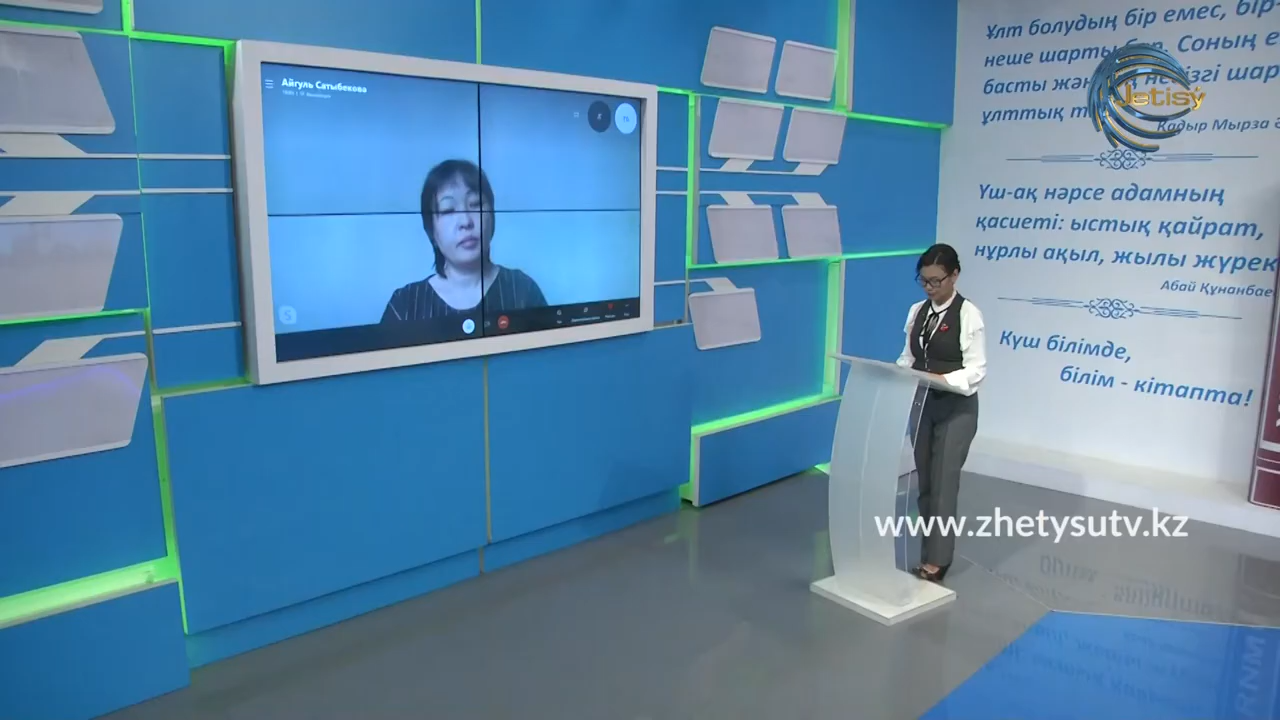 Айгуль Сатыбекова
Ұлт болудың бір емес, бір-
неше шарты бар. Соның е
басты және негізгі шар
ұлттық т
Қадыр Мырза
Jetisý
Үш-ақ нәрсе адамның
қасиеті: ыстық қайрат,
нұрлы ақыл, жылы жүрек
Абай Құнанбае
Күш білімде,
білім - кітапта!
www.zhetysutv.kz